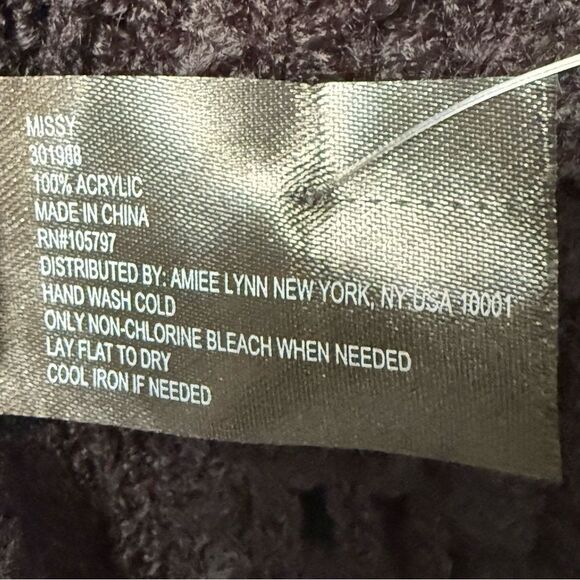 MISSY
301988
100% ACRYLIC
MADE IN CHINA
RN#105797
DISTRIBUTED BY: AMIEE LYNN NEW YORK, NY USA 10001
HAND WASH COLD
ONLY NON-CHLORINE BLEACH WHEN NEEDED
LAY FLAT TO DRY
COOL IRON IF NEEDED